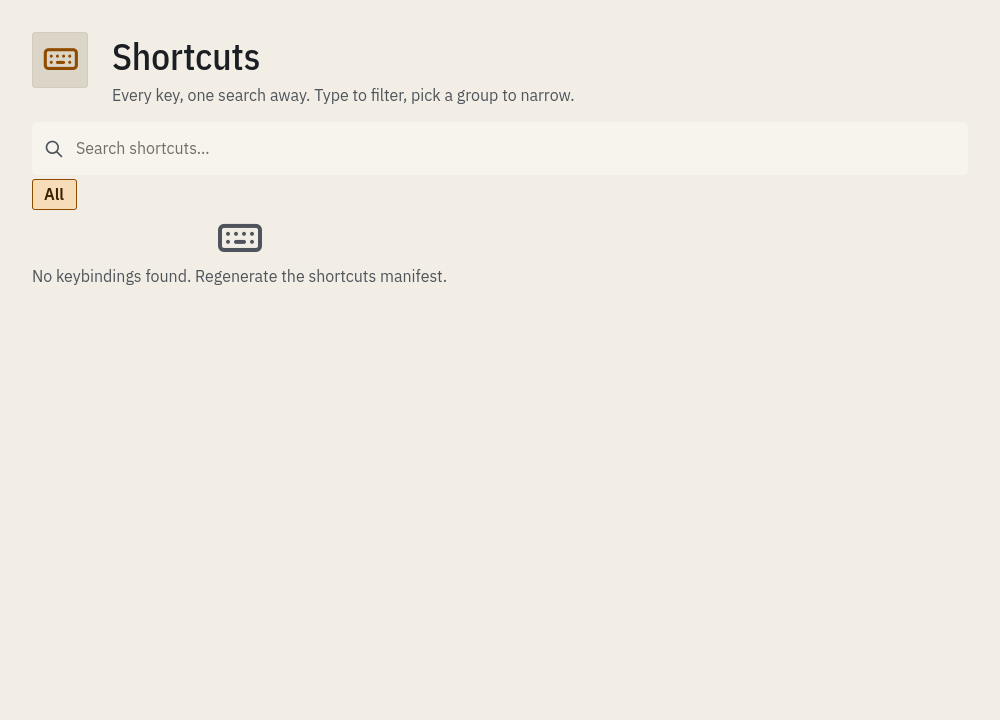 Shortcuts
Every key, one search away. Type to filter, pick a group to narrow.
Search shortcuts...
All
No keybindings found. Regenerate the shortcuts manifest.